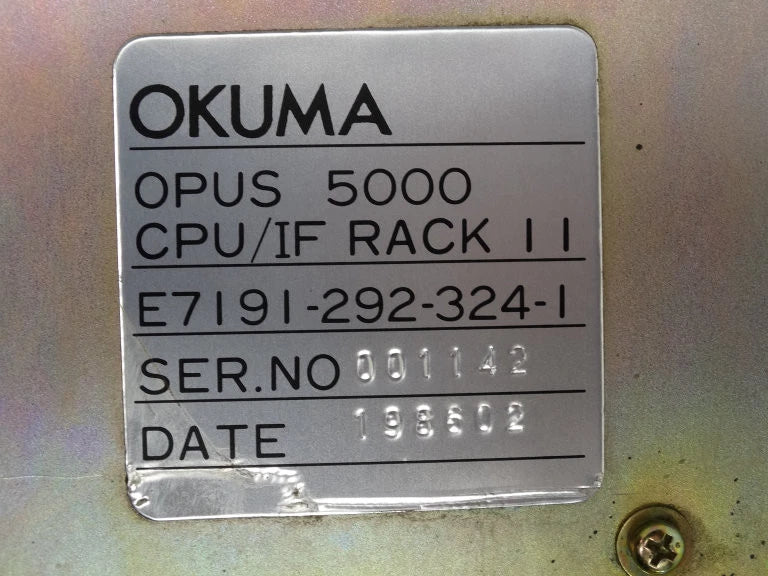 OKUMA
OPUS 5000
CPU/IF RACK II
E7191-292-324-1
SER.NO 001142
DATE 198602